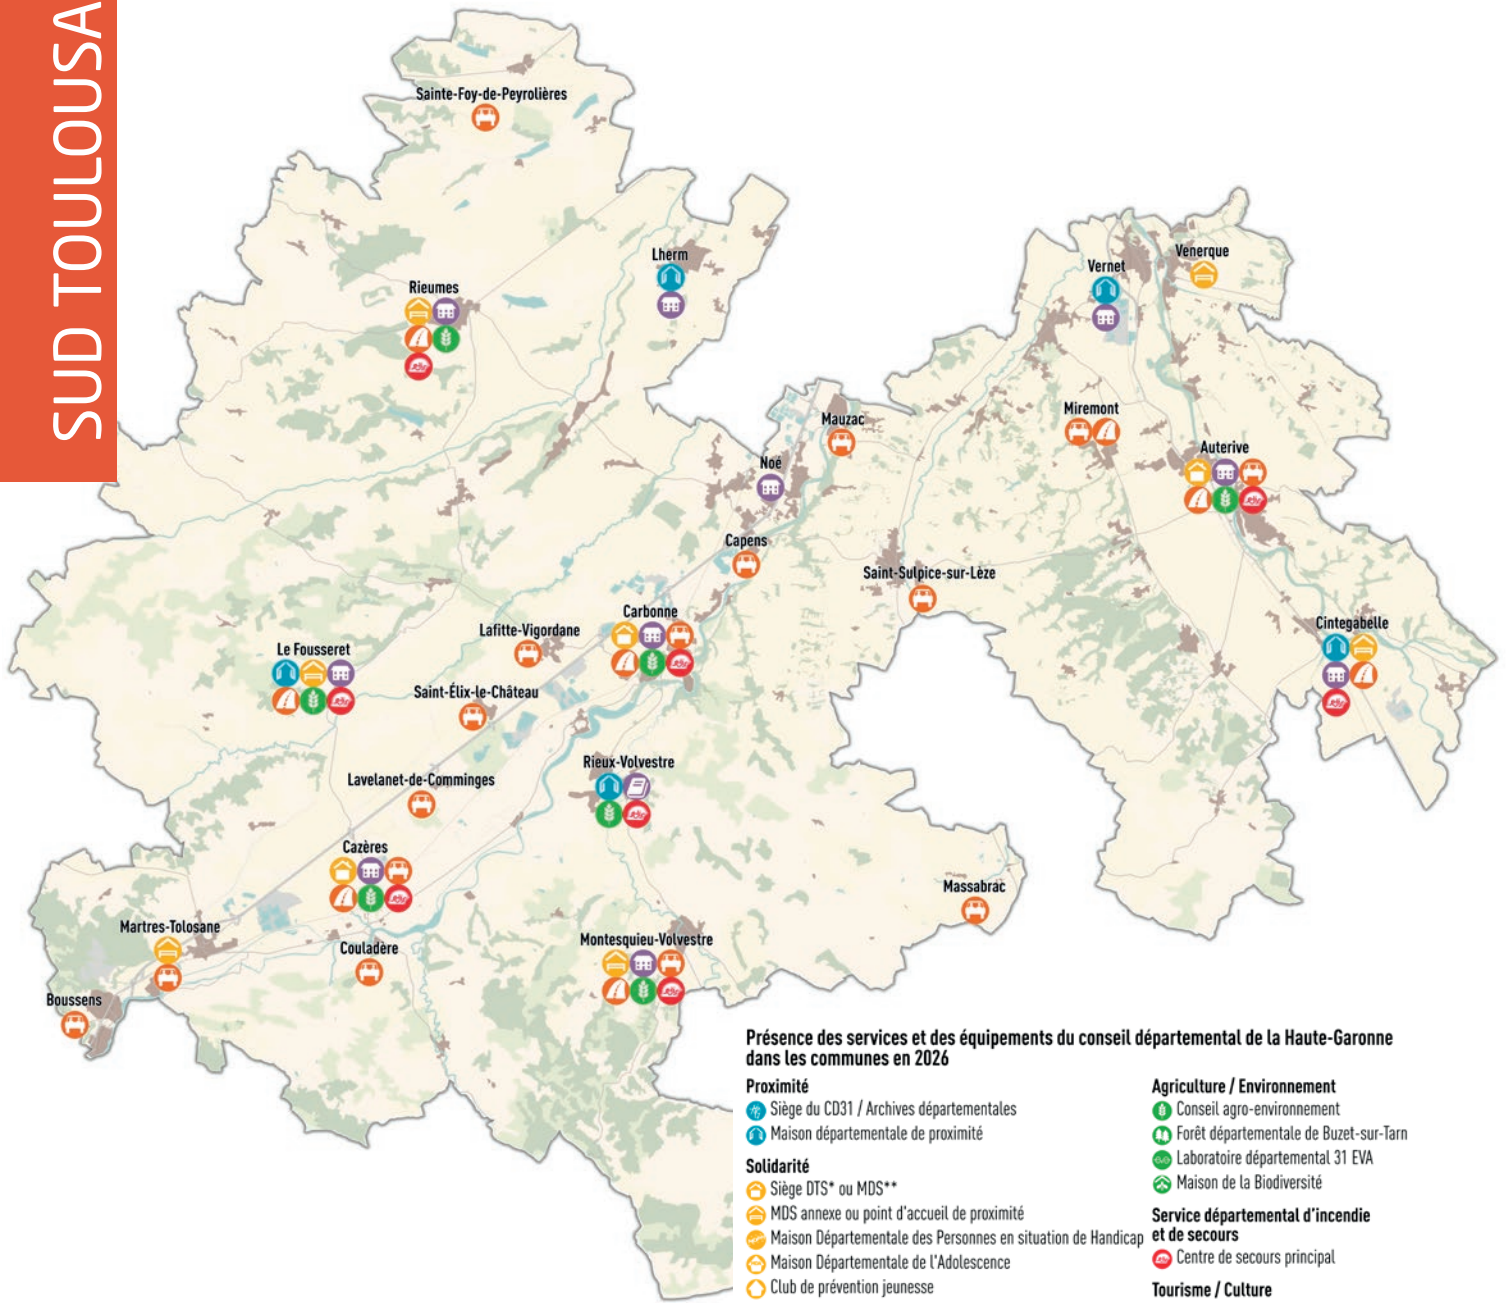 SUD TOULOUSA
Sainte-Foy-de-Peyrolières
Lherm
Rieumes
Vernet
Venerque
Mauzac
Miremont
Auterive
Noé
Capens
Saint-Sulpice-sur-Lèze
Carbonne
Cintegabelle
Lafitte-Vigordane
Le Fousseret
Saint-Élix-le-Château
Rieux-Volvestre
Lavelanet-de-Comminges
Cazères
Massabrac
Martres-Tolosane
Couladère
Montesquieu-Volvestre
Boussens
Présence des services et des équipements du conseil départemental de la Haute-Garonne
dans les communes en 2026
Proximité
Siège du CD31 / Archives départementales
Maison départementale de proximité
Solidarité
Siège DTS* ou MDS**
MDS annexe ou point d'accueil de proximité
Maison Départementale des Personnes en situation de Handicap
Maison Départementale de l'Adolescence
Club de prévention jeunesse
Agriculture / Environnement
Conseil agro-environnement
Forêt départementale de Buzet-sur-Tarn
Laboratoire départemental 31 EVA
Maison de la Biodiversité
Service départemental d'incendie
et de secours
Centre de secours principal
Tourisme / Culture